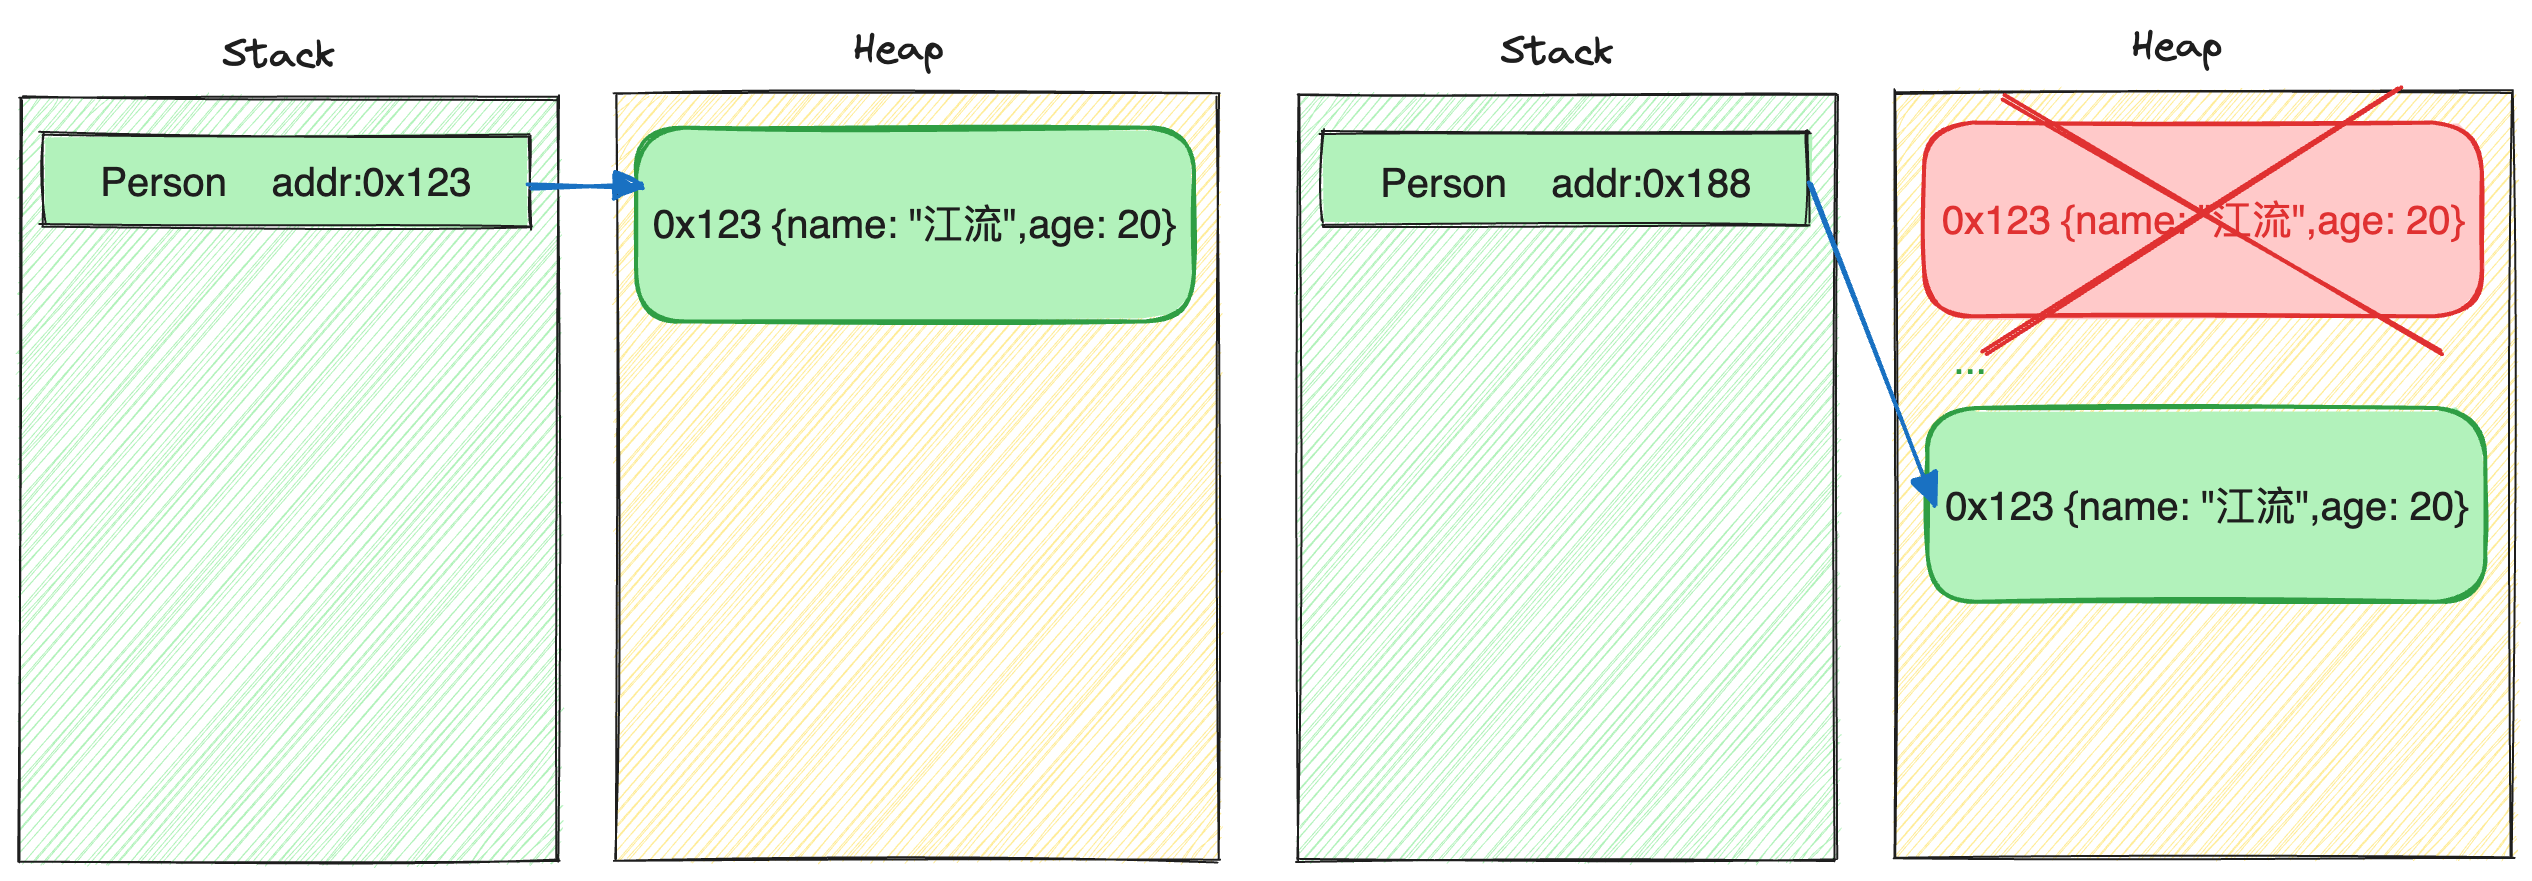 Stack
Person addr:0x123
Heap
0x123 {name: "江流",age: 20}
Stack
Person addr:0x188
Heap
0x123 {name: "江流",age: 20}
...
0x123 {name: "江流",age: 20}